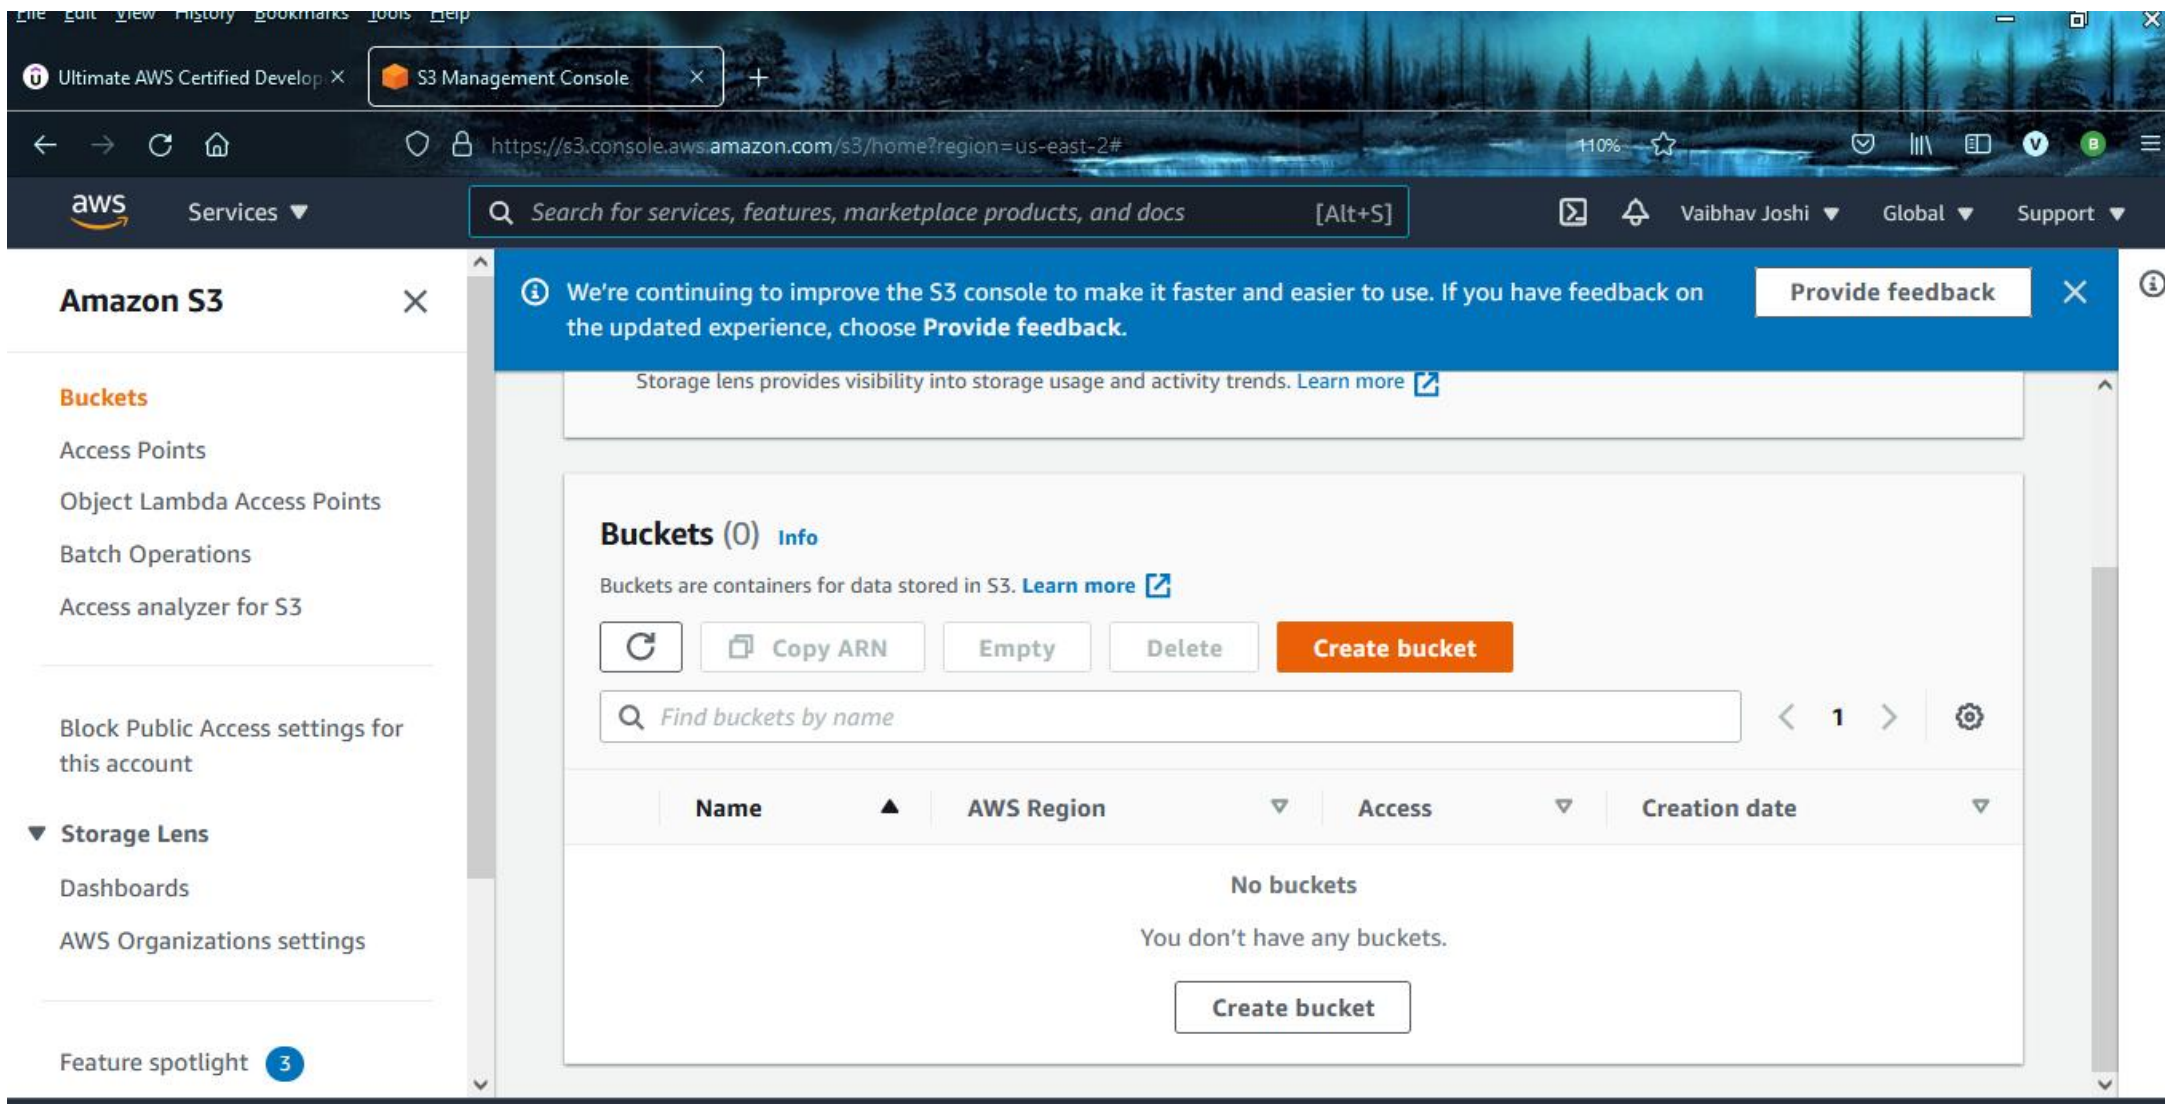 File Edit View History Bookmarks Tools Help
Ultimate AWS Certified Develop
S3 Management Console
https://s3.console.aws.amazon.com/s3/home?region=us-east-2#
110%
V
B
aws
Services
Search for services, features, marketplace products, and docs
[Alt+S]
Vaibhav Joshi
Global
Support
Amazon S3
Buckets
Access Points
Object Lambda Access Points
Batch Operations
Access analyzer for S3
Block Public Access settings for
this account
Storage Lens
Dashboards
AWS Organizations settings
Feature spotlight 3
We're continuing to improve the S3 console to make it faster and easier to use. If you have feedback on
the updated experience, choose Provide feedback.
Provide feedback
Storage lens provides visibility into storage usage and activity trends. Learn more
Buckets (0) Info
Buckets are containers for data stored in S3. Learn more
Copy ARN
Empty
Delete
Create bucket
Find buckets by name
1
Name
AWS Region
Access
Creation date
No buckets
You don't have any buckets.
Create bucket